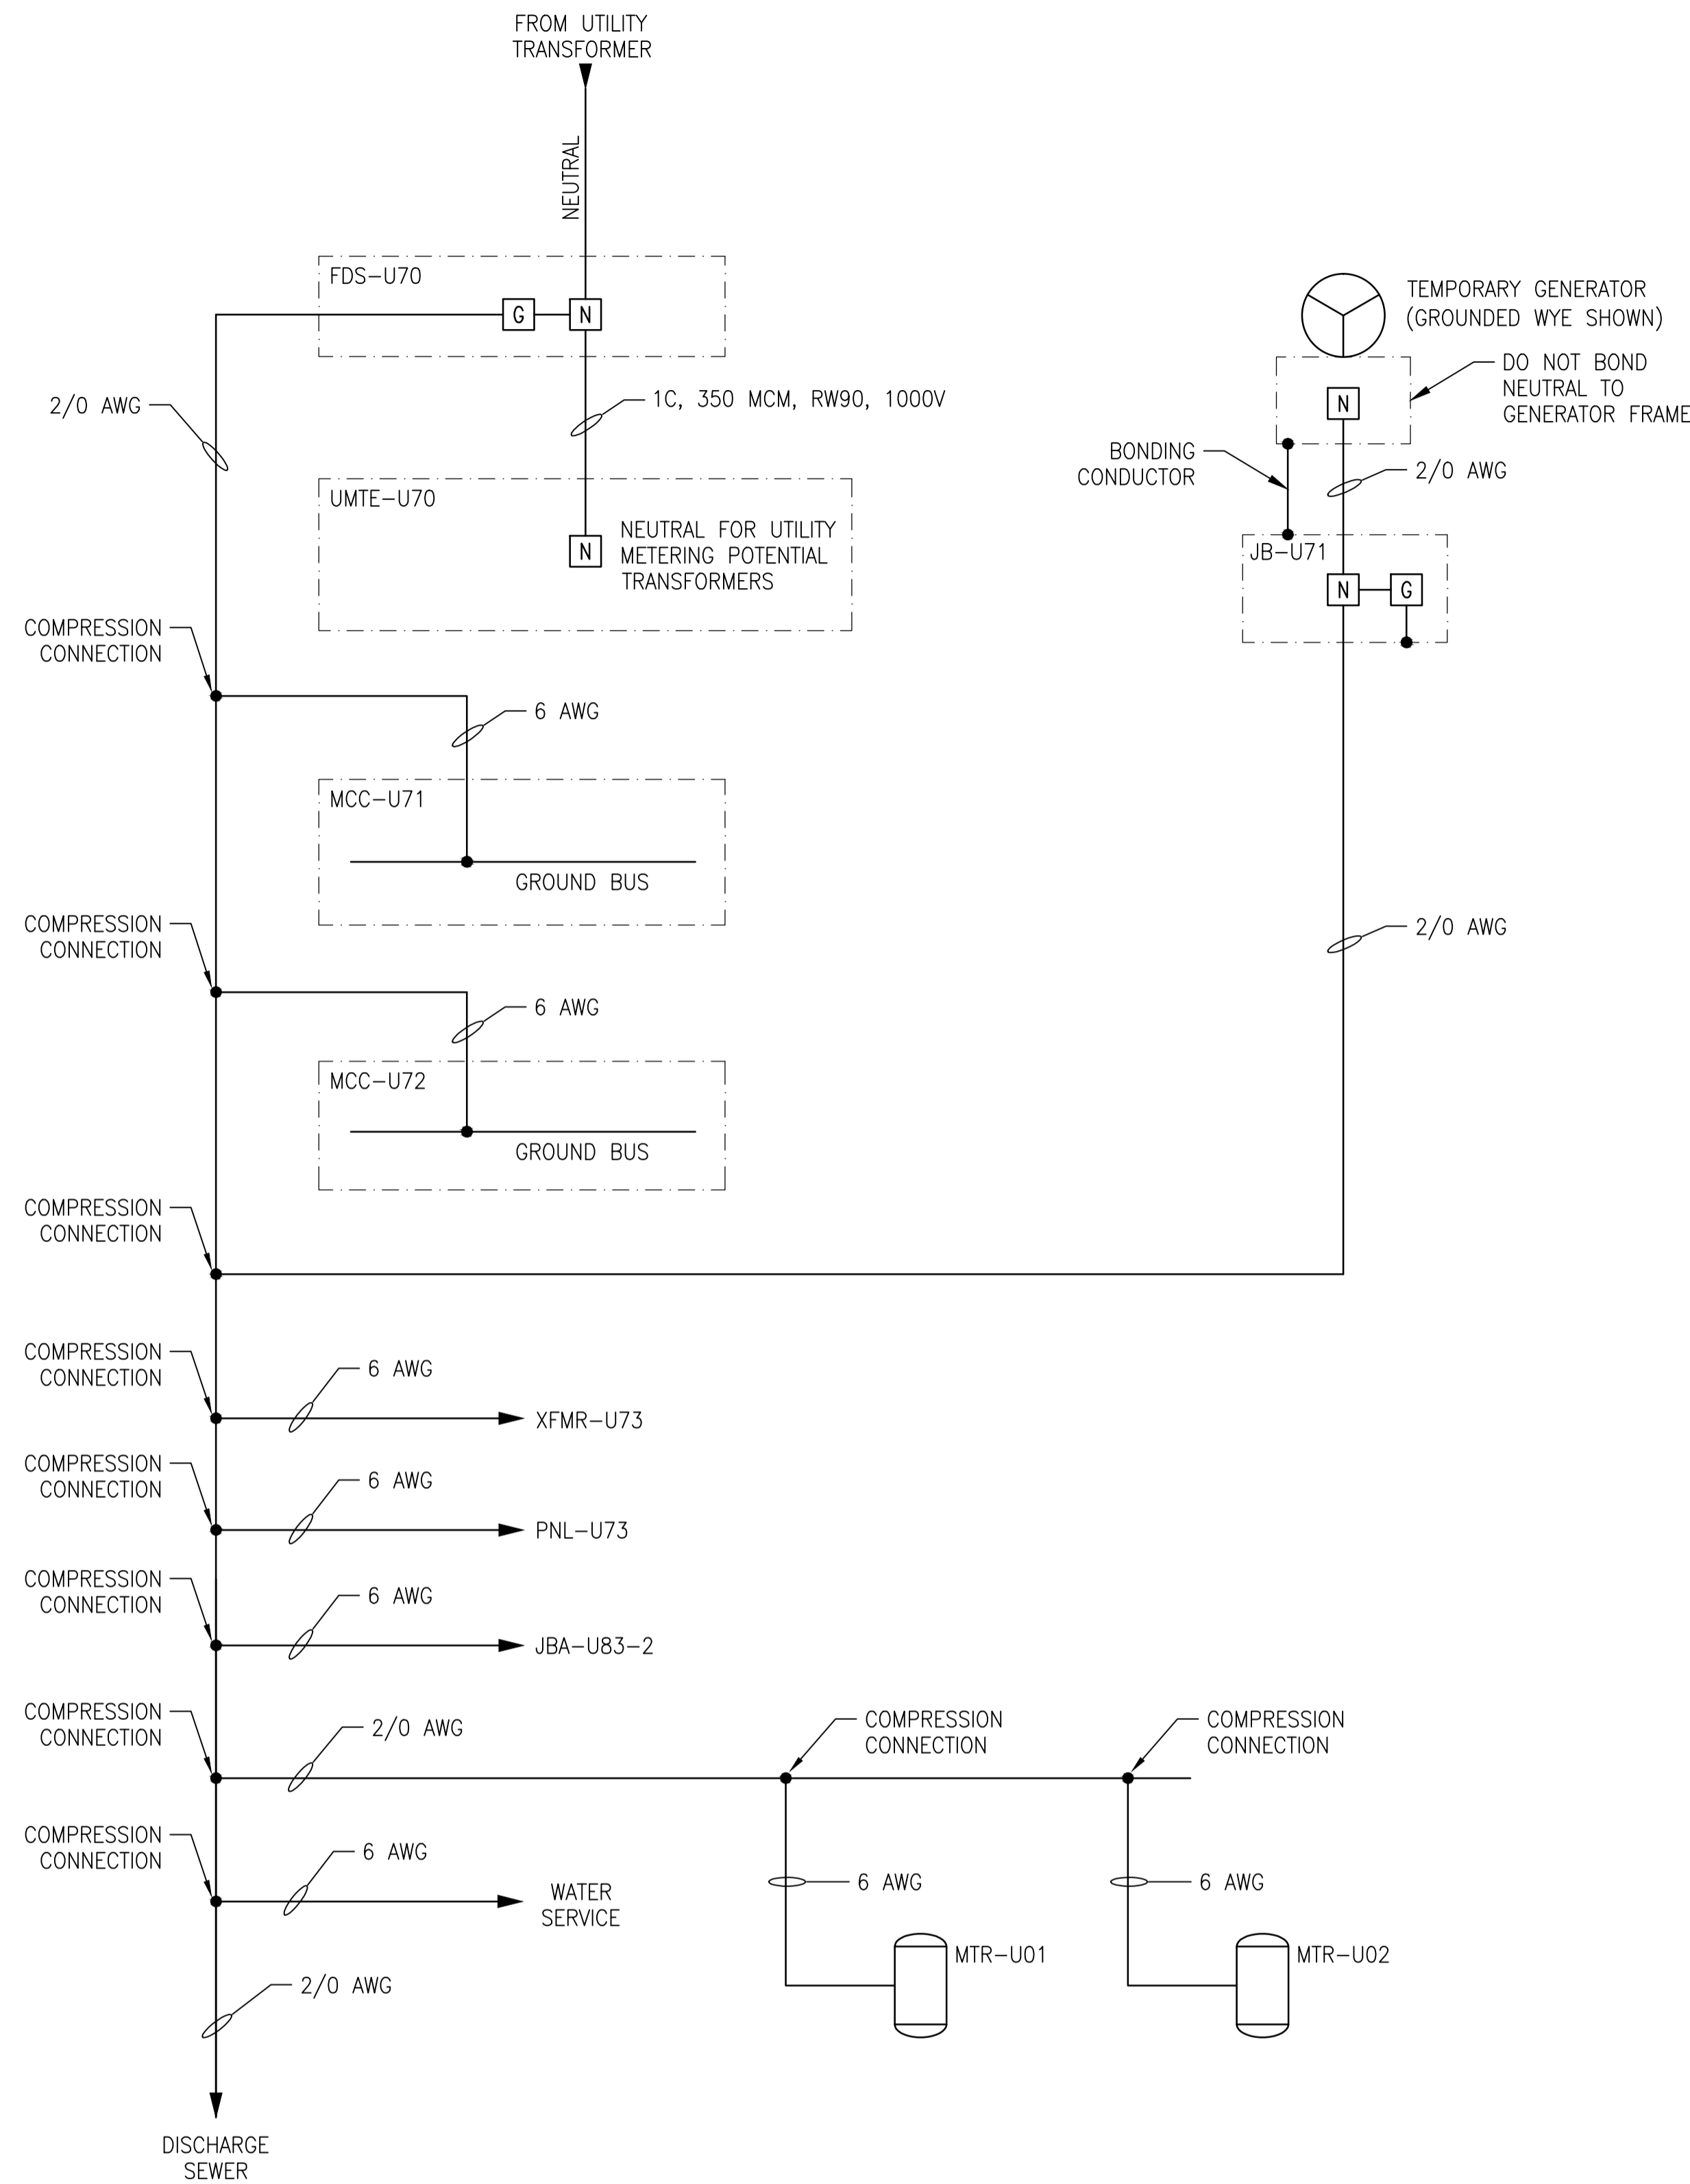 FROM UTILITY
TRANSFORMER
NEUTRAL
FDS-U70
G
N
2/0 AWG
1C, 350 MCM, RW90, 1000V
UMTE-U70
N
NEUTRAL FOR UTILITY
METERING POTENTIAL
TRANSFORMERS
TEMPORARY GENERATOR
(GROUNDED WYE SHOWN)
DO NOT BOND
NEUTRAL TO
GENERATOR FRAME
N
BONDING
CONDUCTOR
2/0 AWG
JB-U71
N
G
COMPRESSION
CONNECTION
6 AWG
MCC-U71
GROUND BUS
COMPRESSION
CONNECTION
2/0 AWG
6 AWG
MCC-U72
GROUND BUS
COMPRESSION
CONNECTION
COMPRESSION
CONNECTION
6 AWG
XFMR-U73
COMPRESSION
CONNECTION
6 AWG
PNL-U73
COMPRESSION
CONNECTION
6 AWG
JBA-U83-2
COMPRESSION
CONNECTION
2/0 AWG
COMPRESSION
CONNECTION
COMPRESSION
CONNECTION
COMPRESSION
CONNECTION
6 AWG
WATER
SERVICE
6 AWG
6 AWG
MTR-U01
MTR-U02
2/0 AWG
DISCHARGE
SEWER